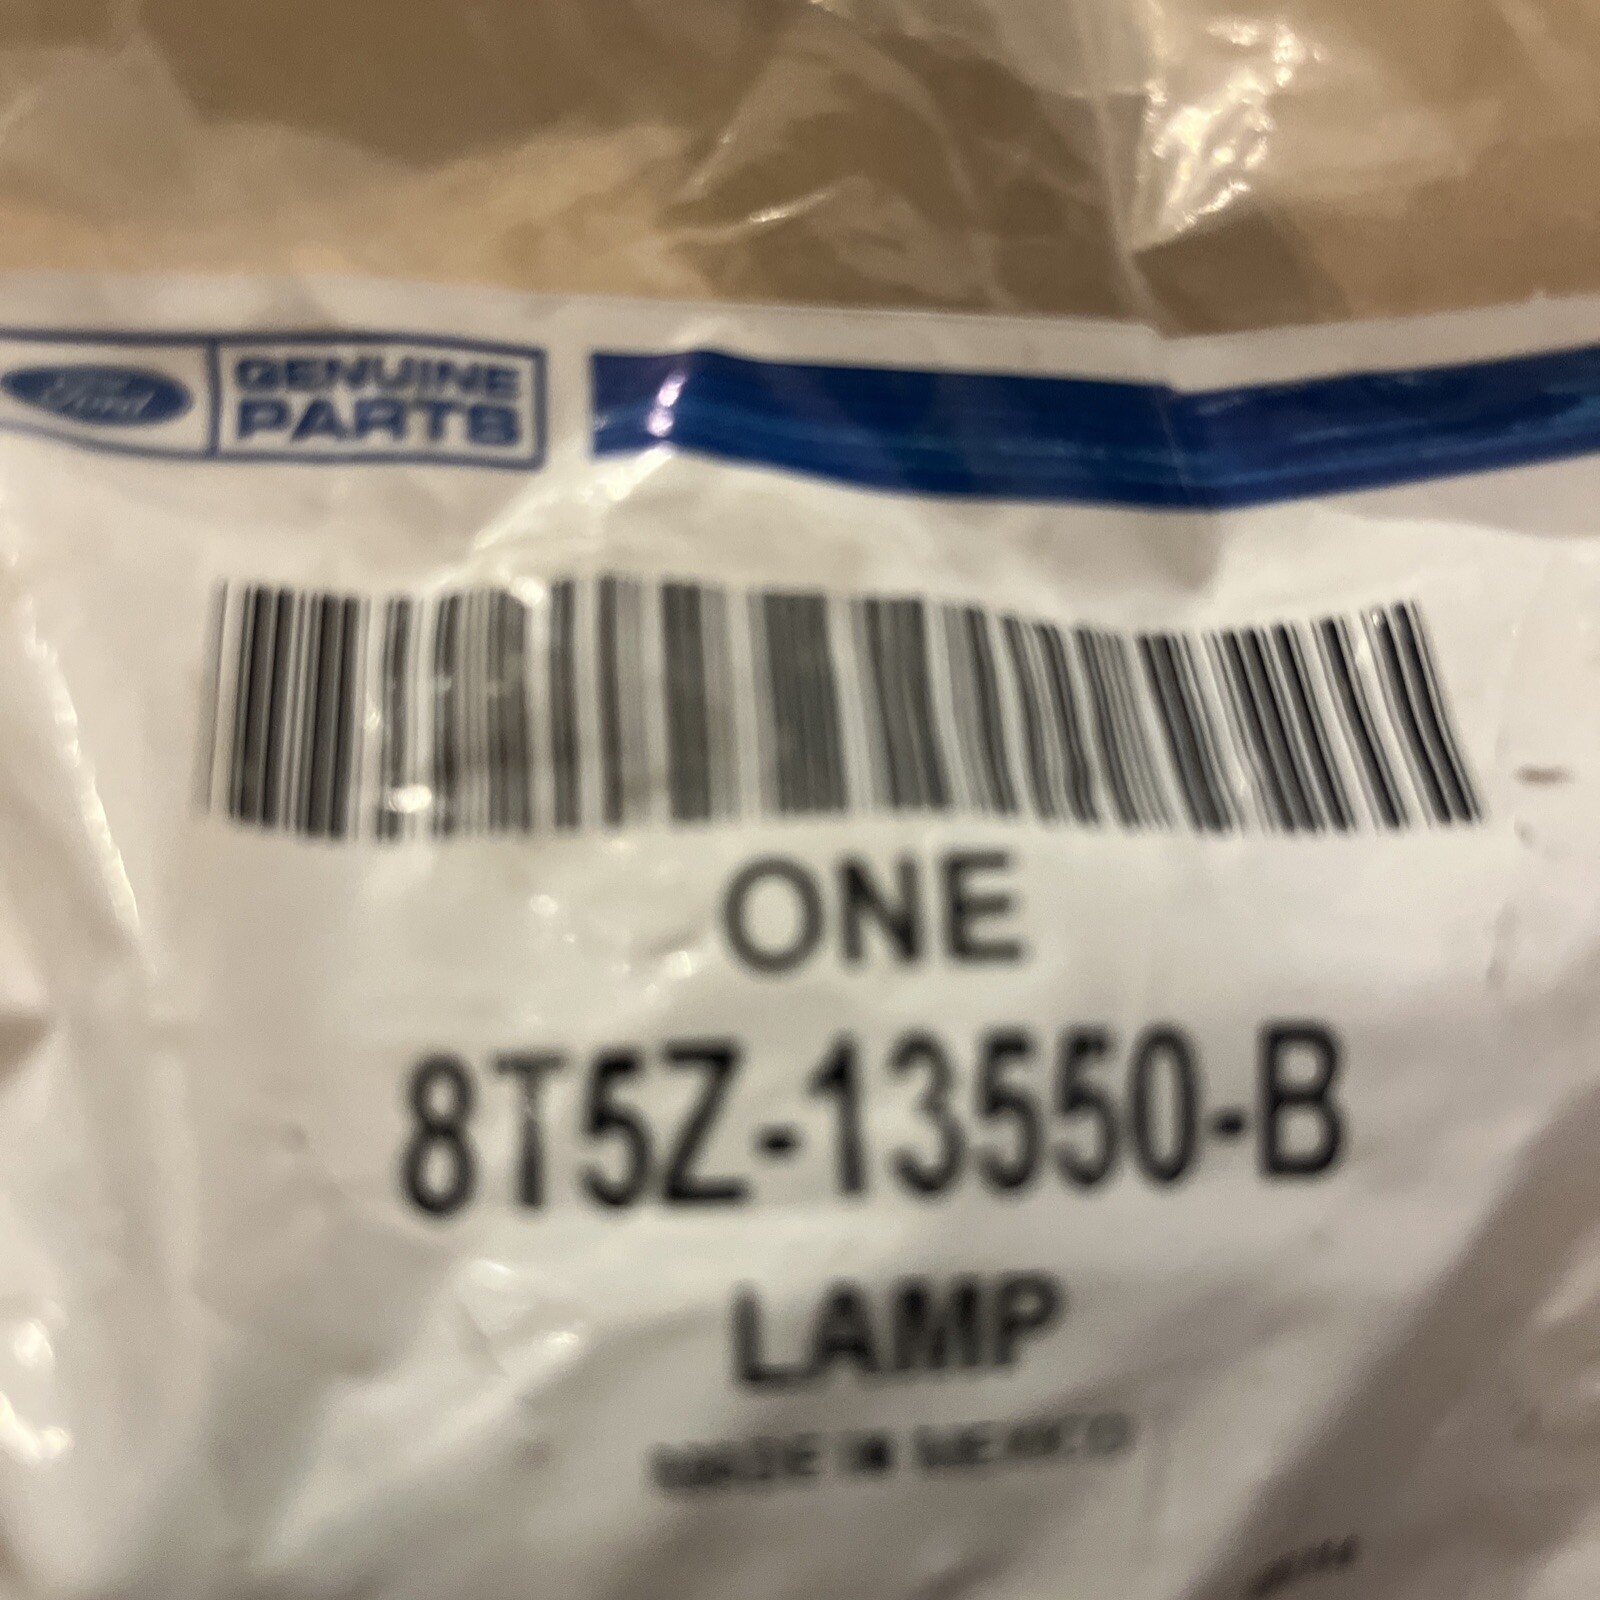 Ford GENUINE
PARTS
ONE
8T5Z-13550-B
LAMP
MADE IN MEXICO